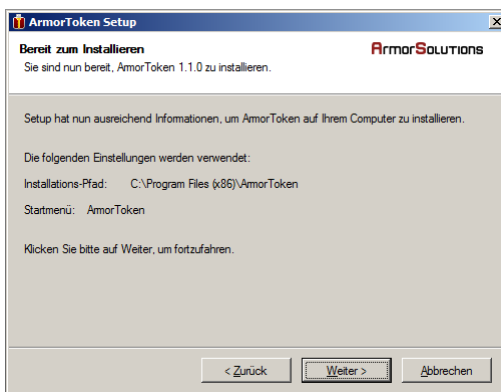 ArmorToken Setup
Bereit zum Installieren
ArmorSolutions
Sie sind nun bereit, ArmorToken 1.1.0 zu installieren.
Setup hat nun ausreichend Informationen, um ArmorToken auf Ihrem Computer zu installieren.
Die folgenden Einstellungen werden verwendet:
Installations-Pfad: C:\Program Files (x86)\AmorToken
Startmenü: AmorToken
Klicken Sie bitte auf Weiter, um fortzufahren.
< Zurück Weiter > Abbrechen